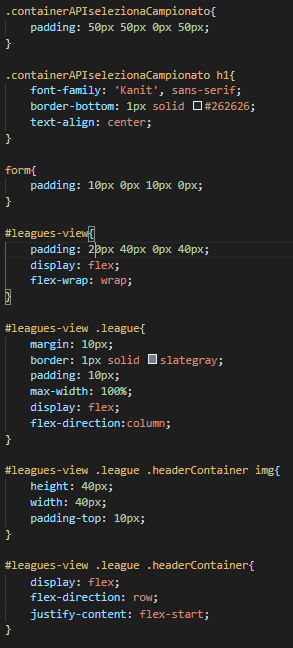 .containerAPIselezionaCampionato{
padding: 50px 50px 0px 50px;
}
.containerAPIselezionaCampionato h1{
font-family: 'Kanit', sans-serif;
border-bottom: 1px solid #262626;
text-align: center;
}
form{
padding: 10px 0px 10px 0px;
}
#leagues-view{
padding: 20px 40px 0px 40px;
display: flex;
flex-wrap: wrap;
}
#leagues-view .league{
margin: 10px;
border: 1px solid slategray;
padding: 10px;
max-width: 100%;
display: flex;
flex-direction:column;
}
#leagues-view .league .headerContainer img{
height: 40px;
width: 40px;
padding-top: 10px;
}
#leagues-view .league .headerContainer{
display: flex;
flex-direction: row;
justify-content: flex-start;
}